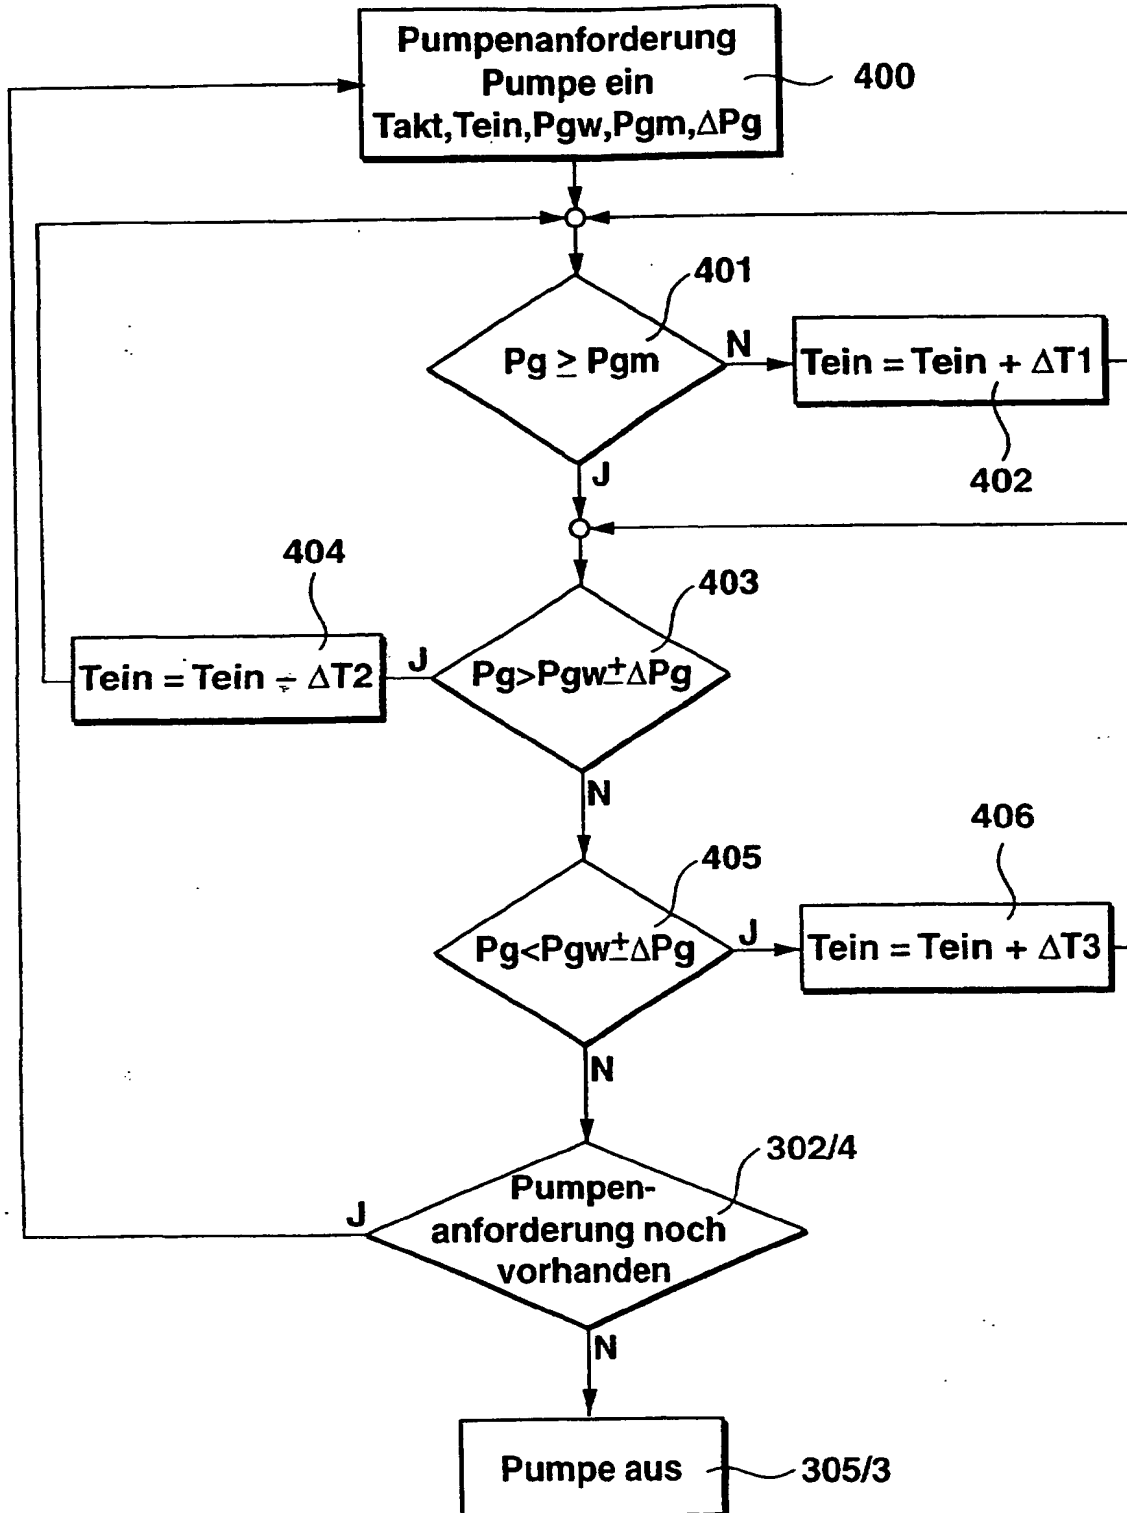 Pumpenanforderung
Pumpe ein
Takt,Tein,Pgw,Pgm,ΔPg
400
401
Pg ≥ Pgm
N
Tein = Tein + ΔT1
402
J
404
403
Tein = Tein ÷ ΔT2
J
Pg>Pgw±ΔPg
N
406
405
Pg<Pgw±ΔPg
J
Tein = Tein + ΔT3
N
302/4
Pumpen-
anforderung noch
vorhanden
J
N
Pumpe aus
305/3